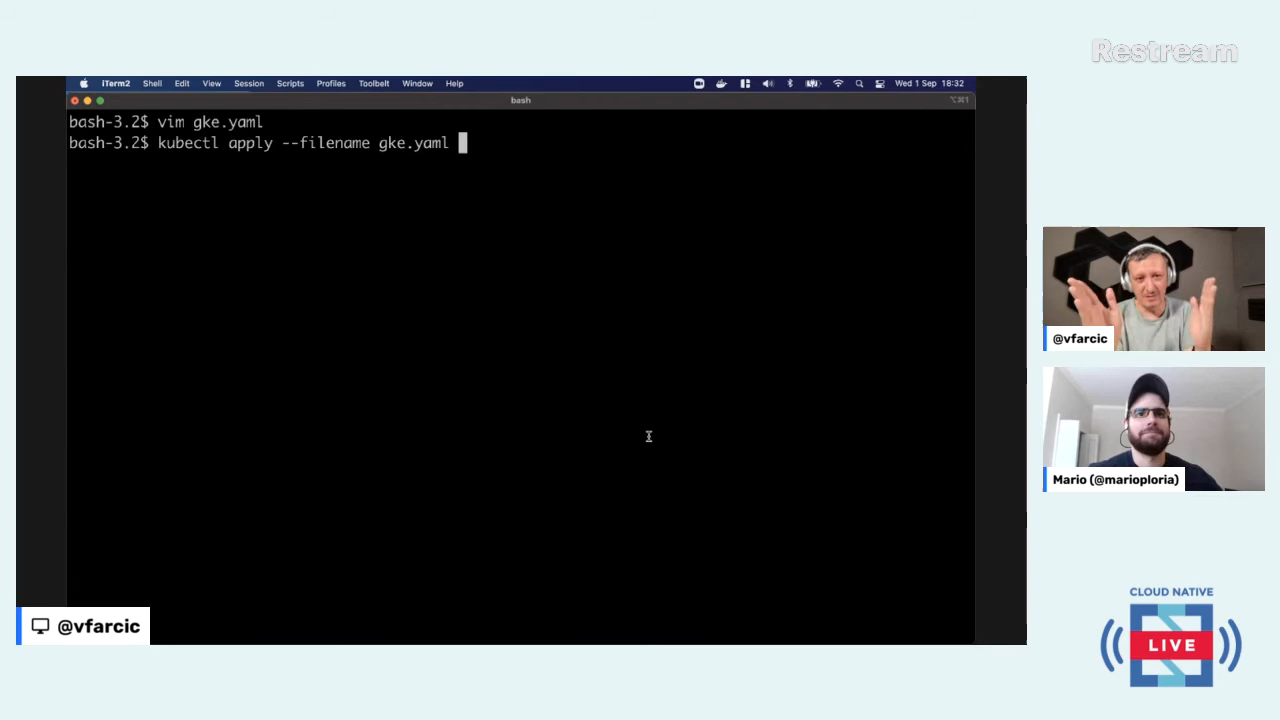 Restream
iTerm2 Shell Edit View Session Scripts Profiles Toolbelt Window Help Wed 1 Sep 18:32
bash ⌥⌘1
bash-3.2$ vim gke.yaml
bash-3.2$ kubectl apply --filename gke.yaml
@vfarcic
Mario (@marioploria)
@vfarcic
CLOUD NATIVE
LIVE